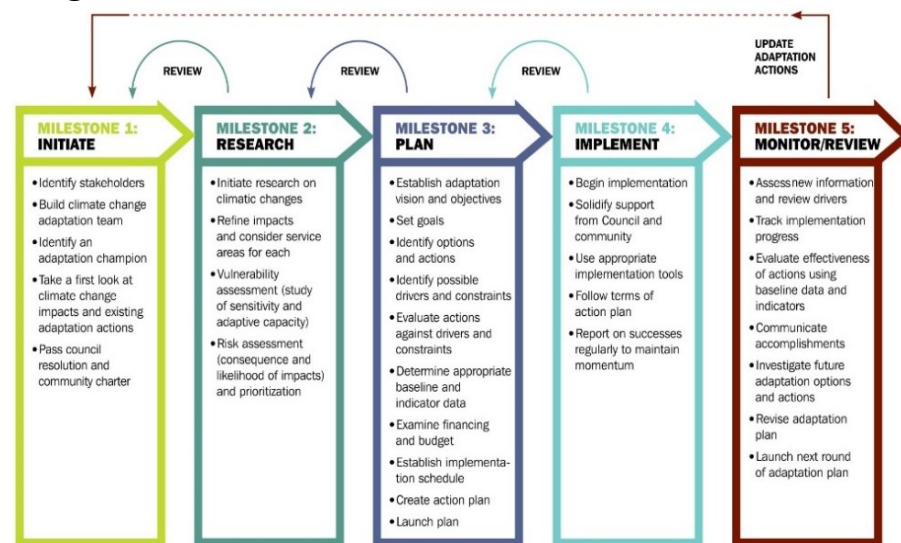 UPDATE
ADAPTATION
ACTIONS
REVIEW
REVIEW
REVIEW
MILESTONE 1:
INITIATE
• Identify stakeholders
• Build climate change
adaptation team
• Identify an
adaptation champion
• Take a first look at
climate change
impacts and existing
adaptation actions
• Pass council
resolution and
community charter
MILESTONE 2:
RESEARCH
• Initiate research on
climatic changes
• Refine impacts
and consider service
areas for each
• Vulnerability
assessment (study
of sensitivity and
adaptive capacity)
• Risk assessment
(consequence and
likelihood of impacts)
and prioritization
MILESTONE 3:
PLAN
• Establish adaptation
vision and objectives
• Set goals
• Identify options
and actions
• Identify possible
drivers and constraints
• Evaluate actions
against drivers and
constraints
• Determine appropriate
baseline and
indicator data
• Examine financing
and budget
• Establish implementa-
tion schedule
• Create action plan
• Launch plan
MILESTONE 4:
IMPLEMENT
• Begin implementation
• Solidify support
from Council and
community
• Use appropriate
implementation tools
• Follow terms of
action plan
• Report on successes
regularly to maintain
momentum
MILESTONE 5:
MONITOR/REVIEW
• Assess new information
and review drivers
• Track implementation
progress
• Evaluate effectiveness
of actions using
baseline data and
indicators
• Communicate
accomplishments
• Investigate future
adaptation options
and actions
• Revise adaptation
plan
• Launch next round
of adaptation plan